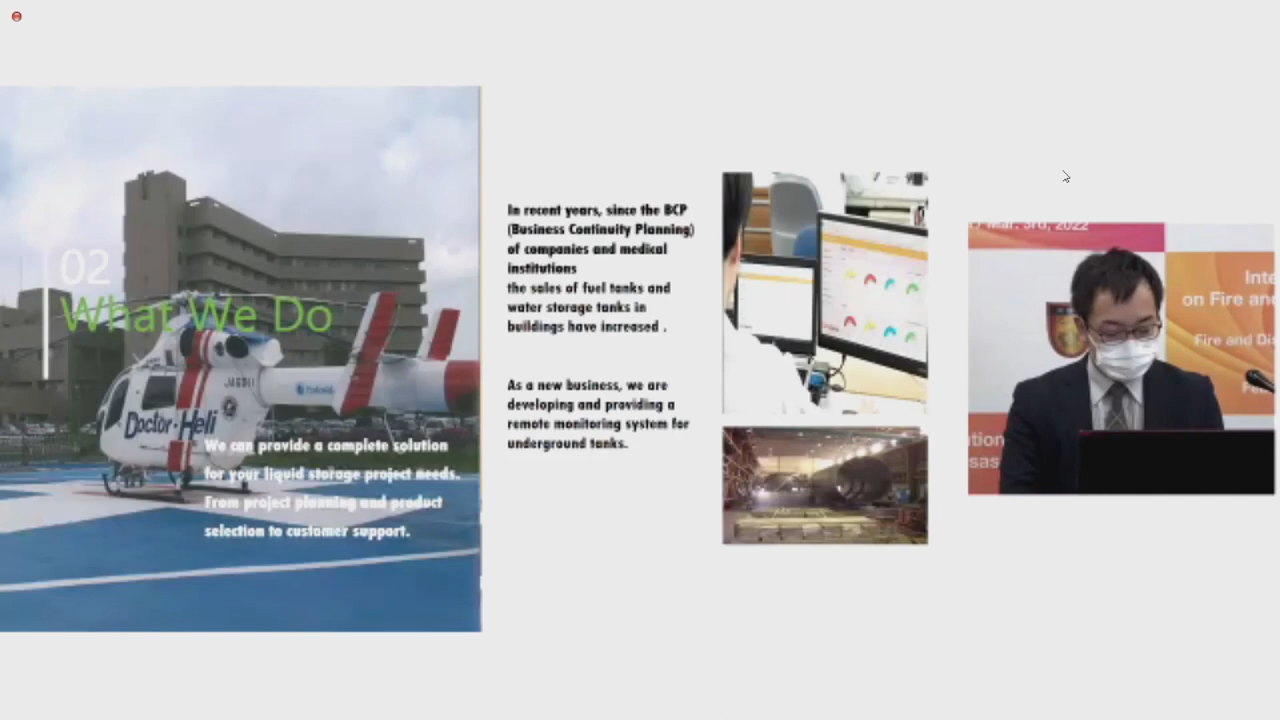 02
What We Do
Doctor-Heli
We can provide a complete solution
for your liquid storage project needs.
From project planning and product
selection to customer support.
In recent years, since the BCP
(Business Continuity Planning)
of companies and medical
institutions
the sales of fuel tanks and
water storage tanks in
buildings have increased .
As a new business, we are
developing and providing a
remote monitoring system for
underground tanks.
Mar. 3rd, 2022
Inte
on Fire and
Fire and Dis